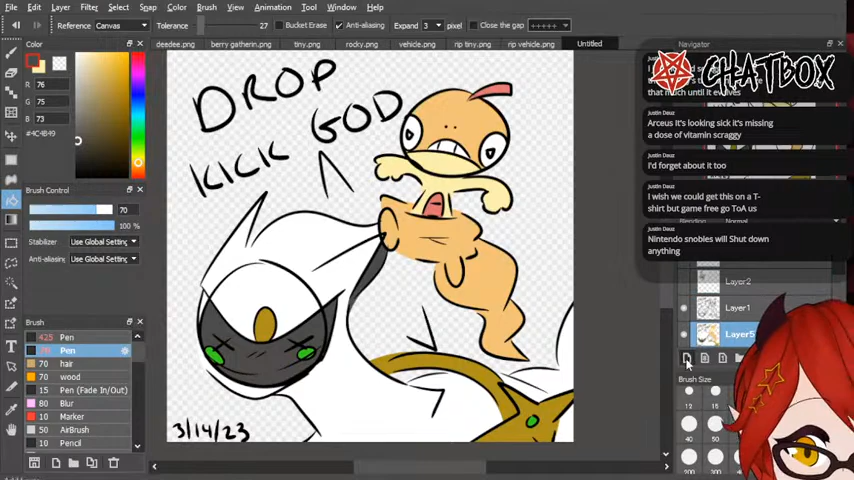 File Edit Layer Select Snap Color Brush Filter Animation Tool Window Help
Reference Canvas Tolerance 27 Bucket Erase Anti-aliasing Expand 3 pixel Close the gap
deedee.png berry gatherin.png tiny.png rocky.png vehicle.png rip tiny.png rip vehicle.png Untitled
Color
R 76
G 75
B 73
#4C4B49
Brush Control
70
100 %
Stabilizer Use Global Setting
Anti-aliasing Use Global Setting
Brush
425 Pen
Pen
70 hair
70 wood
15 Pen (Fade In/Out)
80 Blur
10 Marker
50 AirBrush
10 Pencil
DROP
KICK GOD
3/14/23
Navigator
CHATBOX
that much until it evolves
Justin Dauz
Arceus It's looking sick it's missing
a dose of vitamin scraggy
Justin Dauz
I'd forget about it too
Justin Dauz
I wish we could get this on a T-
shirt but game free go ToA us
Justin Dauz
Nintendo snobies will Shut down
anything
Layer2
Layer1
Layer5
Brush Size
12 15
40 50
200 300